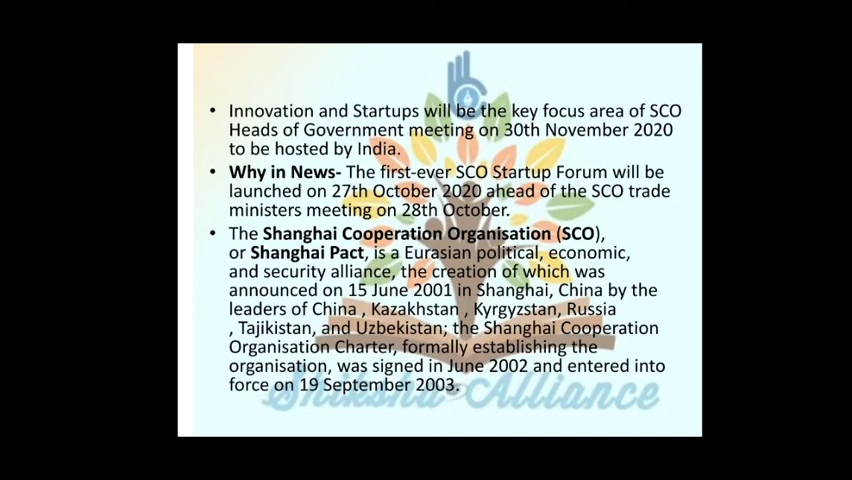 • Innovation and Startups will be the key focus area of SCO
Heads of Government meeting on 30th November 2020
to be hosted by India.
• Why in News- The first-ever SCO Startup Forum will be
launched on 27th October 2020 ahead of the SCO trade
ministers meeting on 28th October.
• The Shanghai Cooperation Organisation (SCO),
or Shanghai Pact, is a Eurasian political, economic,
and security alliance, the creation of which was
announced on 15 June 2001 in Shanghai, China by the
leaders of China , Kazakhstan , Kyrgyzstan, Russia
, Tajikistan, and Uzbekistan; the Shanghai Cooperation
Organisation Charter, formally establishing the
organisation, was signed in June 2002 and entered into
force on 19 September 2003.
Shiksha Alliance